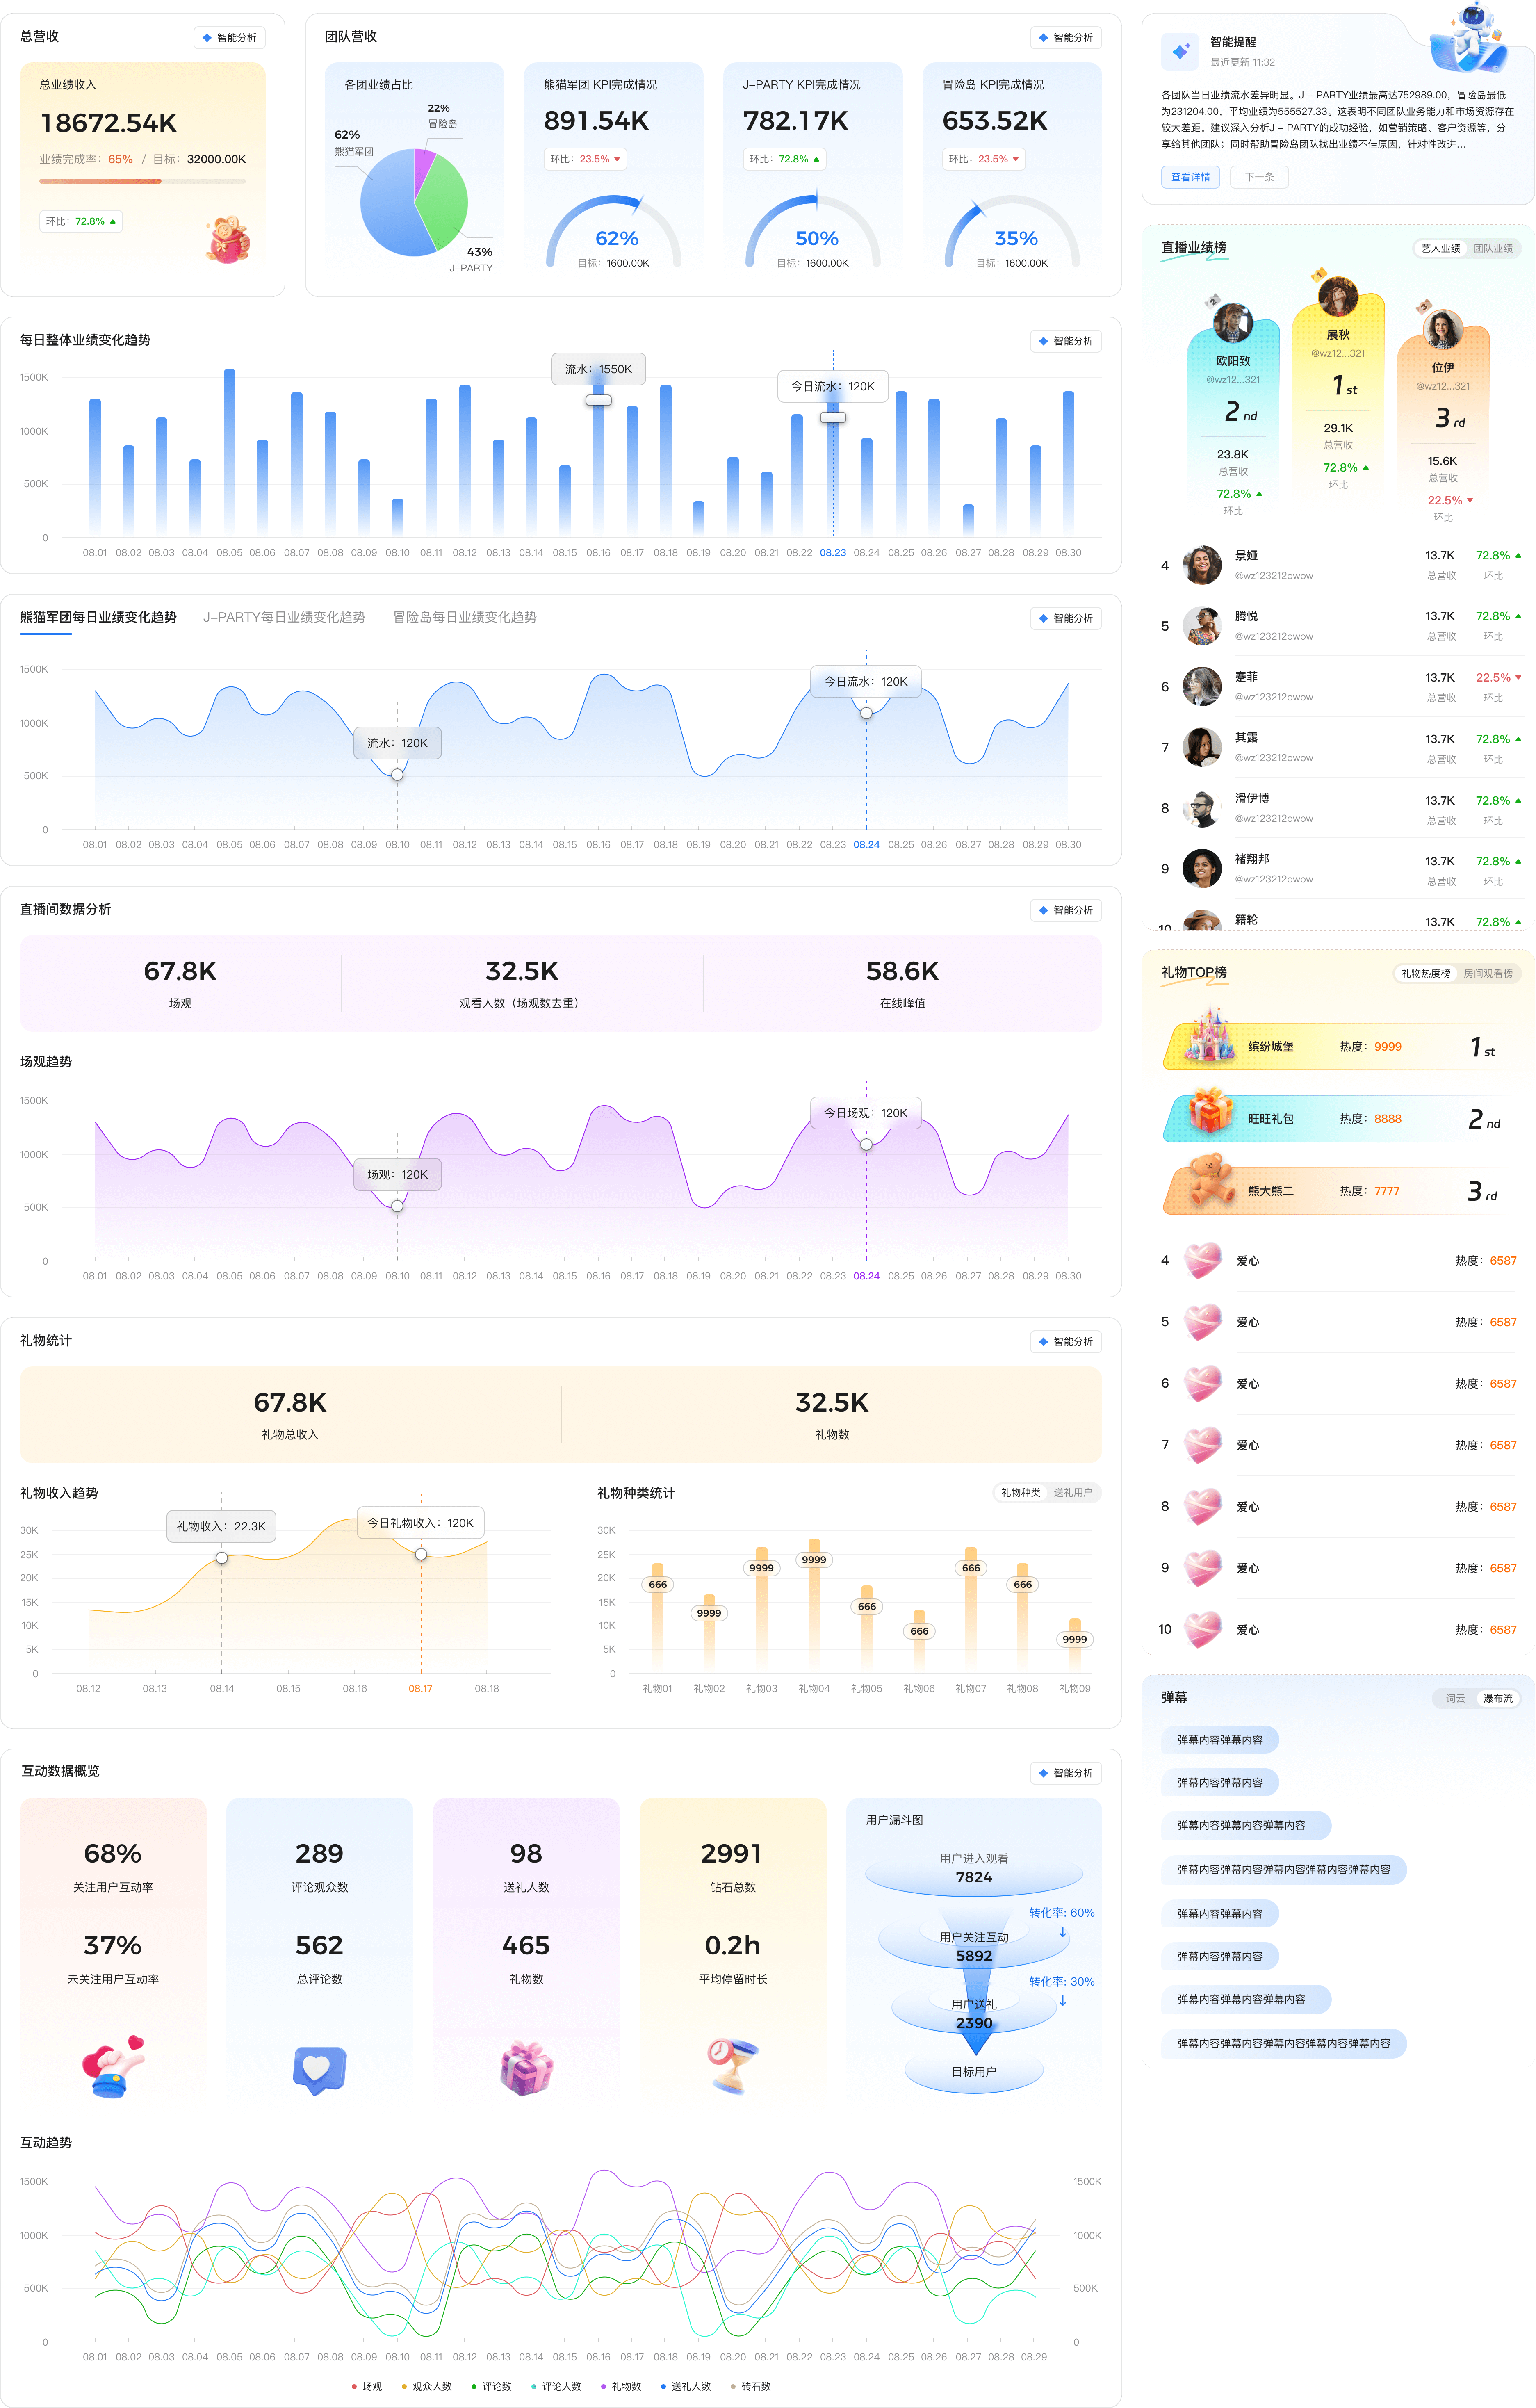 总营收
智能分析
总业绩收入
18672.54K
业绩完成率：65% / 目标：32000.00K
环比：72.8%
团队营收
智能分析
各团业绩占比
22%
冒险岛
62%
熊猫军团
43%
J-PARTY
熊猫军团 KPI完成情况
891.54K
环比：23.5%
62%
目标：1600.00K
J-PARTY KPI完成情况
782.17K
环比：72.8%
50%
目标：1600.00K
冒险岛 KPI完成情况
653.52K
环比：23.5%
35%
目标：1600.00K
智能提醒
最近更新 11:32
各团队当日业绩流水差异明显。J - PARTY业绩最高达752989.00，冒险岛最低
为231204.00，平均业绩为555527.33。这表明不同团队业务能力和市场资源存在
较大差距。建议深入分析J - PARTY的成功经验，如营销策略、客户资源等，分
享给其他团队；同时帮助冒险岛团队找出业绩不佳原因，针对性改进...
查看详情 下一条
每日整体业绩变化趋势
智能分析
流水：1550K
今日流水：120K
1500K
1000K
500K
0
08.01 08.02 08.03 08.04 08.05 08.06 08.07 08.08 08.09 08.10 08.11 08.12 08.13 08.14 08.15 08.16 08.17 08.18 08.19 08.20 08.21 08.22 08.23 08.24 08.25 08.26 08.27 08.28 08.29 08.30
熊猫军团每日业绩变化趋势 J-PARTY每日业绩变化趋势 冒险岛每日业绩变化趋势
智能分析
今日流水：120K
流水：120K
1500K
1000K
500K
0
08.01 08.02 08.03 08.04 08.05 08.06 08.07 08.08 08.09 08.10 08.11 08.12 08.13 08.14 08.15 08.16 08.17 08.18 08.19 08.20 08.21 08.22 08.23 08.24 08.25 08.26 08.27 08.28 08.29 08.30
直播间数据分析
智能分析
67.8K
场观
32.5K
观看人数（场观数去重）
58.6K
在线峰值
场观趋势
今日场观：120K
场观：120K
1500K
1000K
500K
0
08.01 08.02 08.03 08.04 08.05 08.06 08.07 08.08 08.09 08.10 08.11 08.12 08.13 08.14 08.15 08.16 08.17 08.18 08.19 08.20 08.21 08.22 08.23 08.24 08.25 08.26 08.27 08.28 08.29 08.30
礼物统计
智能分析
67.8K
礼物总收入
32.5K
礼物数
礼物收入趋势
礼物收入：22.3K
今日礼物收入：120K
30K
25K
20K
15K
10K
5K
0
08.12 08.13 08.14 08.15 08.16 08.17 08.18
礼物种类统计
礼物种类 送礼用户
30K
25K
20K
15K
10K
5K
0
666 9999 9999 9999 666 666 666 666 9999
礼物01 礼物02 礼物03 礼物04 礼物05 礼物06 礼物07 礼物08 礼物09
互动数据概览
智能分析
68%
关注用户互动率
37%
未关注用户互动率
289
评论观众数
562
总评论数
98
送礼人数
465
礼物数
2991
钻石总数
0.2h
平均停留时长
用户漏斗图
用户进入观看
7824
转化率: 60%
用户关注互动
5892
转化率: 30%
用户送礼
2390
目标用户
互动趋势
1500K 1500K
1000K 1000K
500K 500K
0 0
08.01 08.02 08.03 08.04 08.05 08.06 08.07 08.08 08.09 08.10 08.11 08.12 08.13 08.14 08.15 08.16 08.17 08.18 08.19 08.20 08.21 08.22 08.23 08.24 08.25 08.26 08.27 08.28 08.29
场观 观众人数 评论数 评论人数 礼物数 送礼人数 砖石数
直播业绩榜
艺人业绩 团队业绩
2
欧阳致
@wz12...321
2 nd
23.8K
总营收
72.8%
环比
1
展秋
@wz12...321
1 st
29.1K
总营收
72.8%
环比
3
位伊
@wz12...321
3 rd
15.6K
总营收
22.5%
环比
4 景娅 13.7K 72.8%
@wz123212owow 总营收 环比
5 腾悦 13.7K 72.8%
@wz123212owow 总营收 环比
6 蹇菲 13.7K 22.5%
@wz123212owow 总营收 环比
7 其露 13.7K 72.8%
@wz123212owow 总营收 环比
8 滑伊博 13.7K 72.8%
@wz123212owow 总营收 环比
9 褚翔邦 13.7K 72.8%
@wz123212owow 总营收 环比
10 籍轮 13.7K 72.8%
礼物TOP榜
礼物热度榜 房间观看榜
缤纷城堡 热度：9999 1 st
旺旺礼包 热度：8888 2 nd
熊大熊二 热度：7777 3 rd
4 爱心 热度：6587
5 爱心 热度：6587
6 爱心 热度：6587
7 爱心 热度：6587
8 爱心 热度：6587
9 爱心 热度：6587
10 爱心 热度：6587
弹幕
词云 瀑布流
弹幕内容弹幕内容
弹幕内容弹幕内容
弹幕内容弹幕内容弹幕内容
弹幕内容弹幕内容弹幕内容弹幕内容弹幕内容
弹幕内容弹幕内容
弹幕内容弹幕内容
弹幕内容弹幕内容弹幕内容
弹幕内容弹幕内容弹幕内容弹幕内容弹幕内容